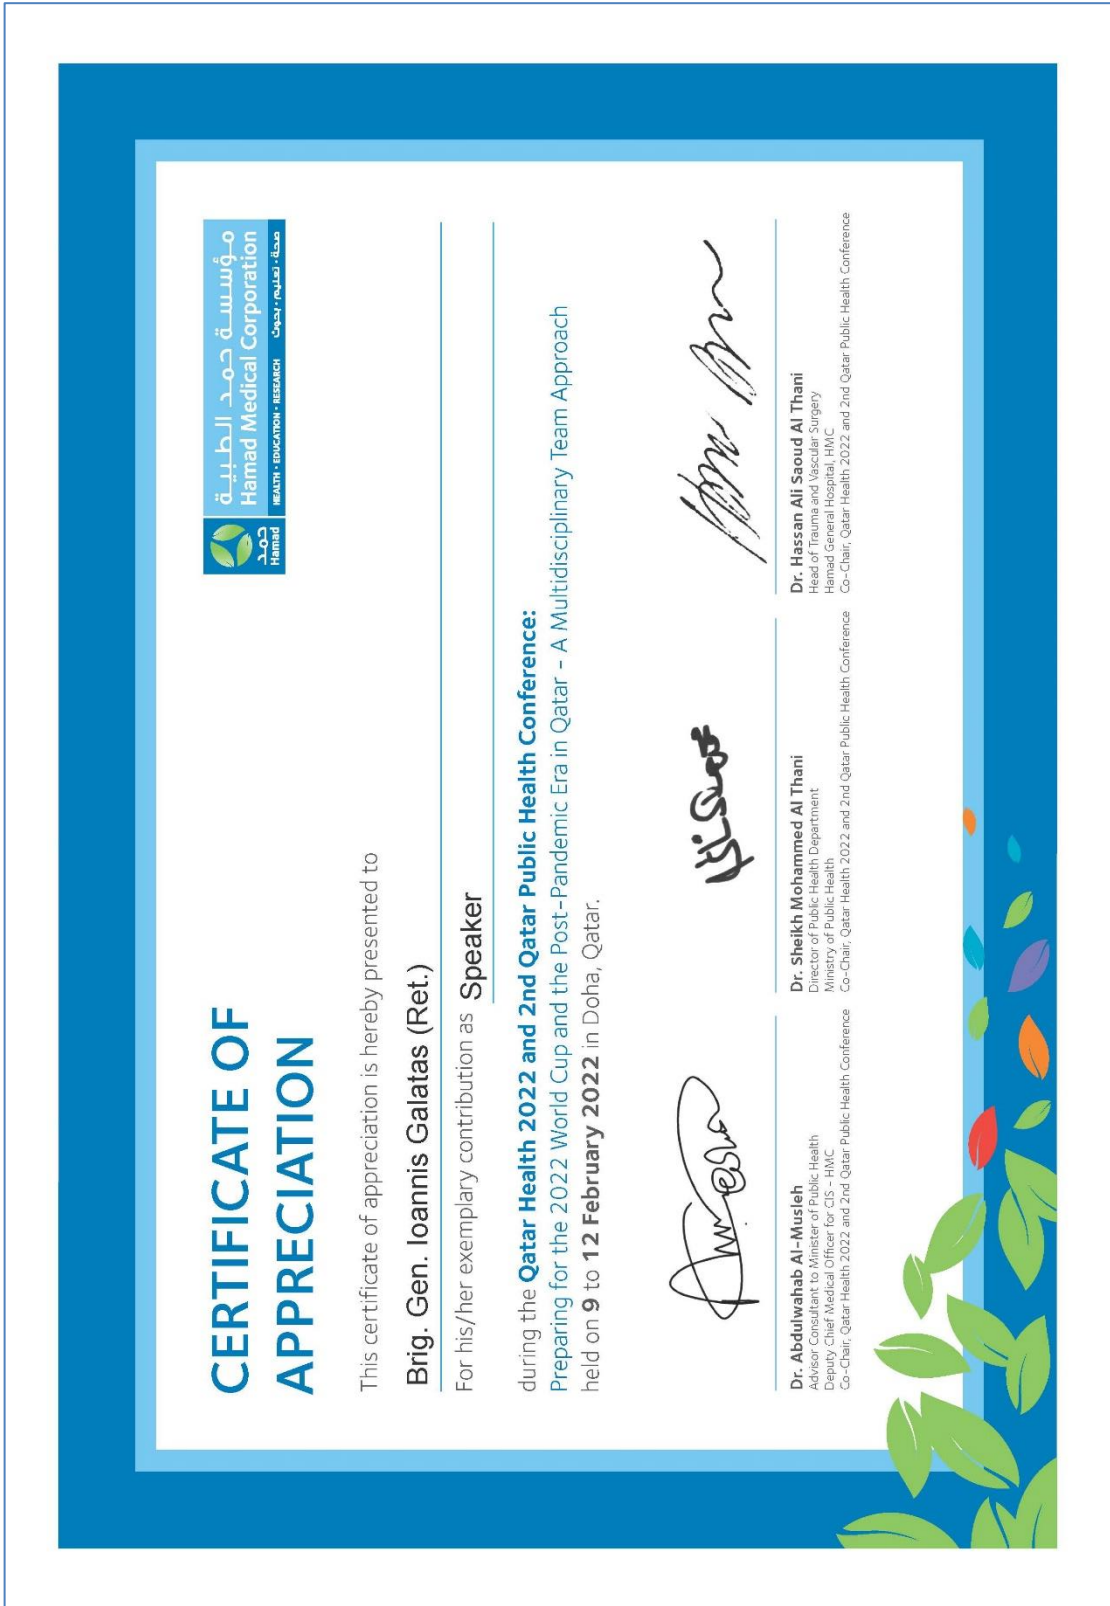 مؤسسة حمد الطبية
Hamad Medical Corporation
حمد
Hamad
HEALTH • EDUCATION • RESEARCH صحة • تعليم • بحوث
CERTIFICATE OF
APPRECIATION
This certificate of appreciation is hereby presented to
Brig. Gen. Ioannis Galatas (Ret.)
For his/her exemplary contribution as Speaker
during the Qatar Health 2022 and 2nd Qatar Public Health Conference:
Preparing for the 2022 World Cup and the Post-Pandemic Era in Qatar - A Multidisciplinary Team Approach
held on 9 to 12 February 2022 in Doha, Qatar.
Dr. Abdulwahab Al-Musleh
Advisor Consultant to Minister of Public Health
Deputy Chief Medical Officer for CIS - HMC
Co-Chair, Qatar Health 2022 and 2nd Qatar Public Health Conference
Dr. Sheikh Mohammed Al Thani
Director of Public Health Department
Ministry of Public Health
Co-Chair, Qatar Health 2022 and 2nd Qatar Public Health Conference
Dr. Hassan Ali Saoud Al Thani
Head of Trauma and Vascular Surgery
Hamad General Hospital, HMC
Co-Chair, Qatar Health 2022 and 2nd Qatar Public Health Conference